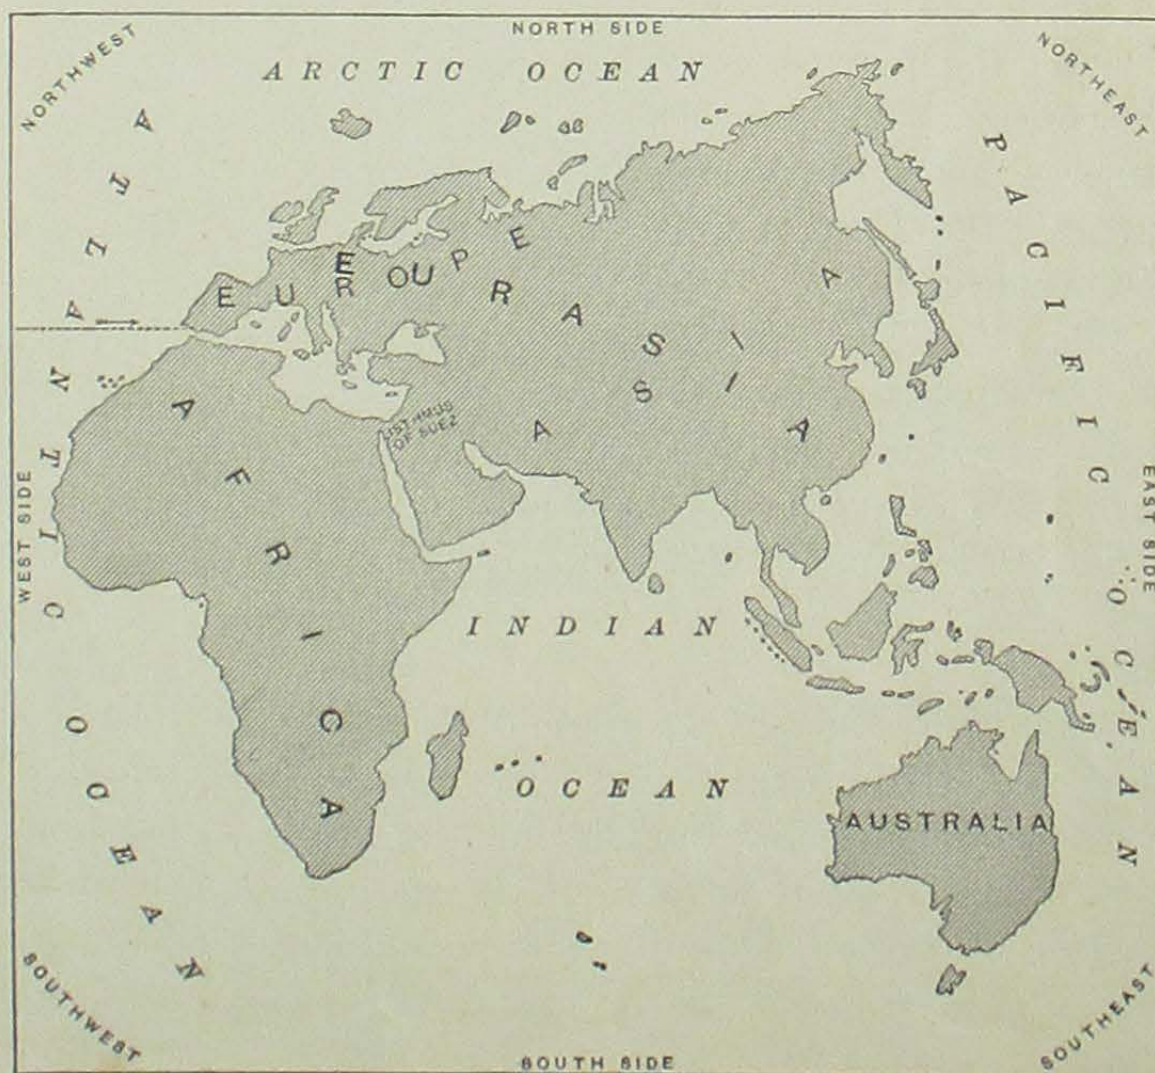 NORTH SIDE
NORTHWEST
NORTHEAST
ARCTIC OCEAN
ATLANTIC OCEAN
PACIFIC OCEAN
EUROPE
EURASIA
ASIA
ISTHMUS
OF SUEZ
AFRICA
WEST SIDE
EAST SIDE
INDIAN
OCEAN
AUSTRALIA
SOUTHWEST
SOUTHEAST
SOUTH SIDE